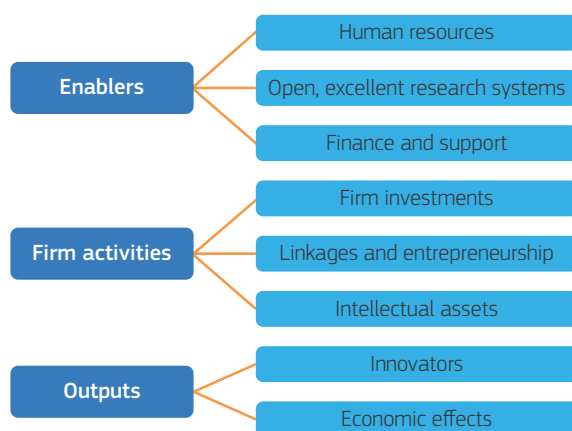 Enablers
Human resources
Open, excellent research systems
Finance and support
Firm activities
Firm investments
Linkages and entrepreneurship
Intellectual assets
Outputs
Innovators
Economic effects